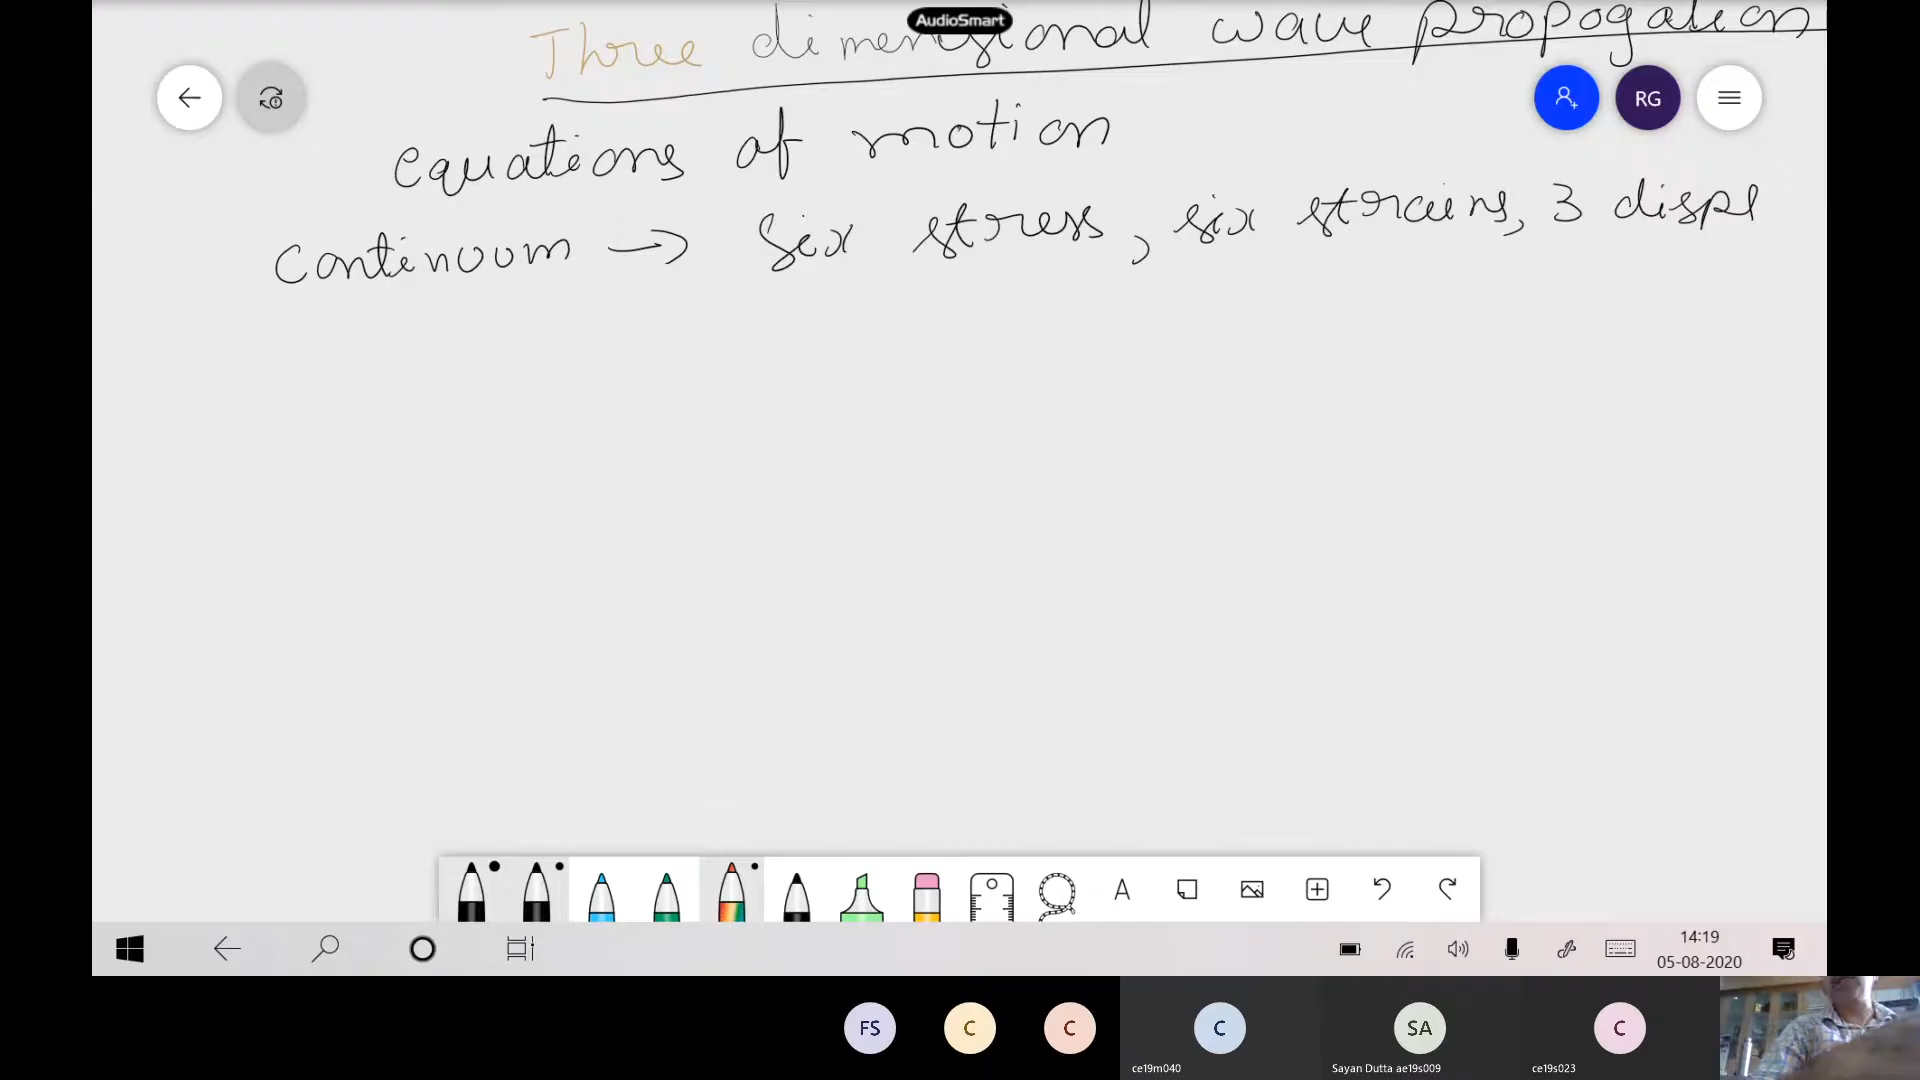 AudioSmart
Three dimensional wave propogation
RG
equations of motion
continuum → six stress, six strains, 3 displ
A
14:19
05-08-2020
FS
C
C
C
SA
C
ce19m040
Sayan Dutta ae19s009
ce19s023